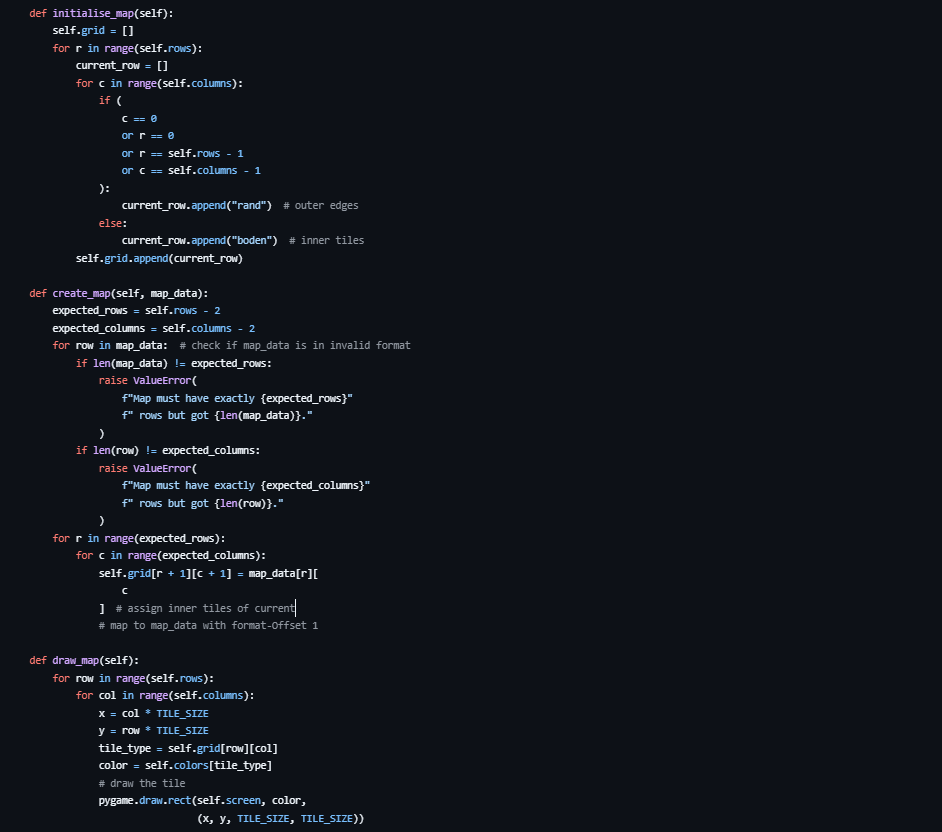 def initialise_map(self):
    self.grid = []
    for r in range(self.rows):
        current_row = []
        for c in range(self.columns):
            if (
                c == 0
                or r == 0
                or r == self.rows - 1
                or c == self.columns - 1
            ):
                current_row.append("rand")  # outer edges
            else:
                current_row.append("boden")  # inner tiles
        self.grid.append(current_row)

def create_map(self, map_data):
    expected_rows = self.rows - 2
    expected_columns = self.columns - 2
    for row in map_data:  # check if map_data is in invalid format
        if len(map_data) != expected_rows:
            raise ValueError(
                f"Map must have exactly {expected_rows}"
                f" rows but got {len(map_data)}."
            )
        if len(row) != expected_columns:
            raise ValueError(
                f"Map must have exactly {expected_columns}"
                f" rows but got {len(row)}."
            )
    for r in range(expected_rows):
        for c in range(expected_columns):
            self.grid[r + 1][c + 1] = map_data[r][
                c
            ]  # assign inner tiles of current
            # map to map_data with format-Offset 1

def draw_map(self):
    for row in range(self.rows):
        for col in range(self.columns):
            x = col * TILE_SIZE
            y = row * TILE_SIZE
            tile_type = self.grid[row][col]
            color = self.colors[tile_type]
            # draw the tile
            pygame.draw.rect(self.screen, color,
                             (x, y, TILE_SIZE, TILE_SIZE))